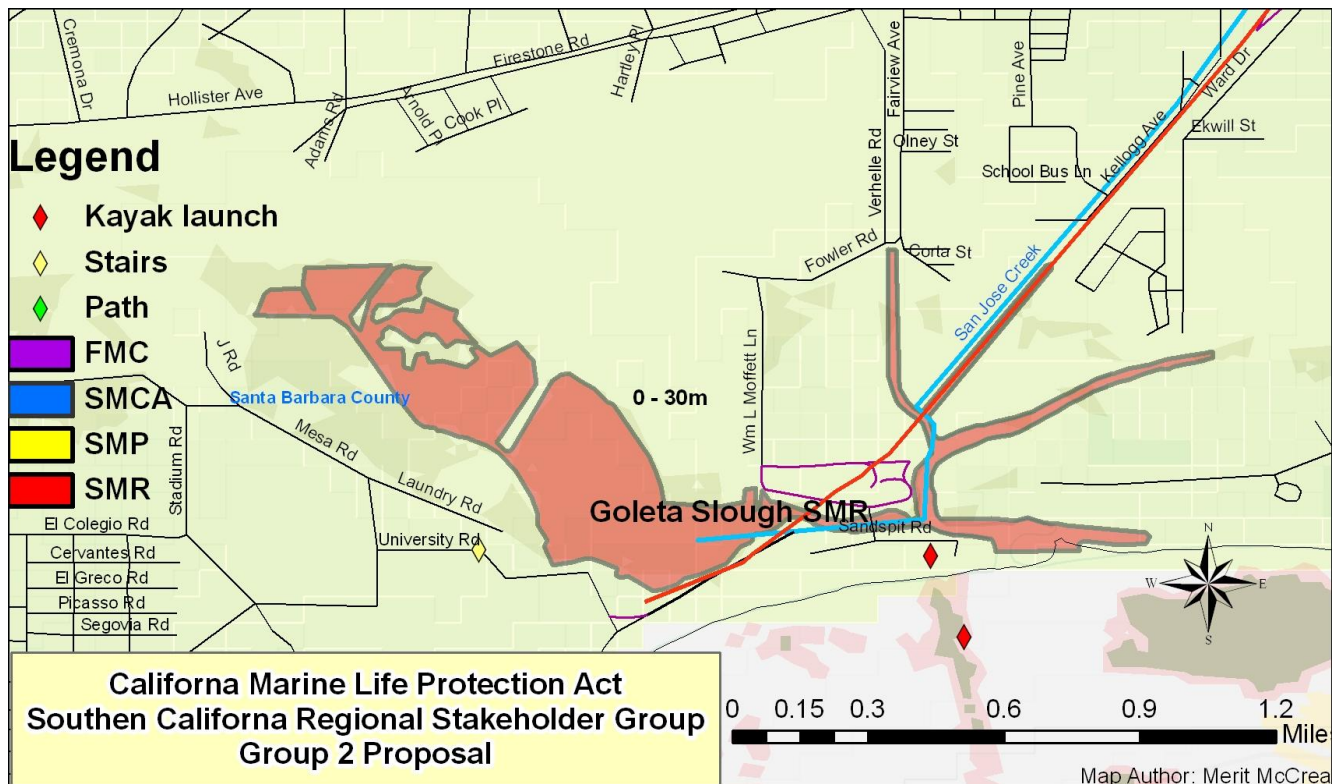 Cremona Dr
Hollister Ave
Firestone Rd
Hartley Pl
Adams Rd
Arnold Pl
Cook Pl
Fairview Ave
Verhelle Rd
Olney St
Pine Ave
School Bus Ln
Kellogg Ave
Ward Dr
Ekwill St
Fowler Rd
Corta St
San Jose Creek
Legend
Kayak launch
Stairs
Path
FMC
SMCA
SMP
SMR
J Rd
Santa Barbara County
Mesa Rd
Stadium Rd
Laundry Rd
0 - 30m
Wm L Moffett Ln
Goleta Slough SMR
Sandspit Rd
El Colegio Rd
University Rd
Cervantes Rd
El Greco Rd
Picasso Rd
Segovia Rd
N
W
E
S
Californa Marine Life Protection Act
Southen Californa Regional Stakeholder Group
Group 2 Proposal
0 0.15 0.3 0.6 0.9 1.2
Miles
Map Author: Merit McCrea